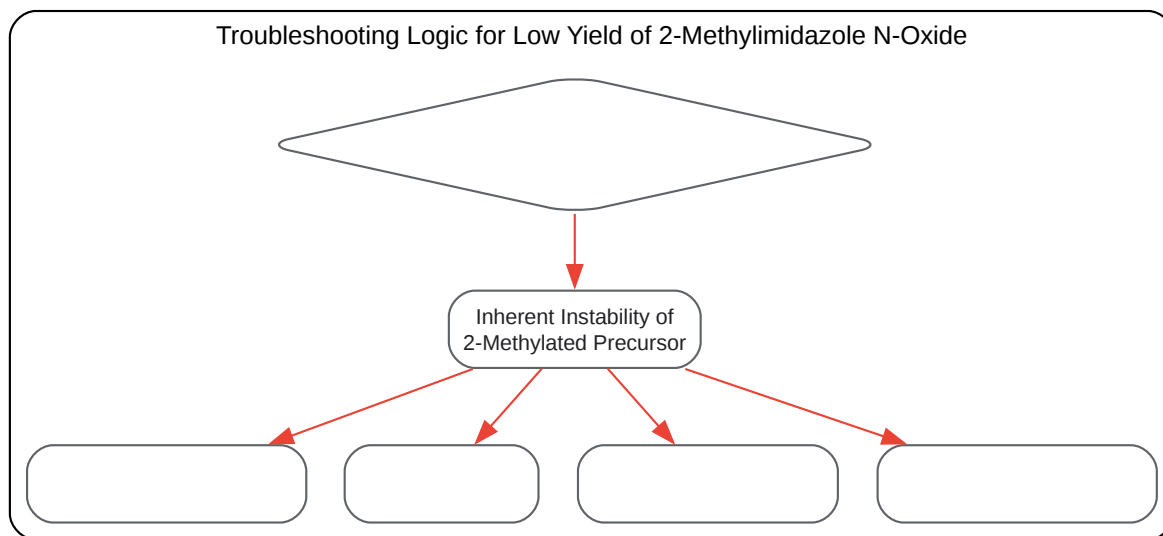 Troubleshooting Logic for Low Yield of 2-Methylimidazole N-Oxide
Inherent Instability of
2-Methylated Precursor